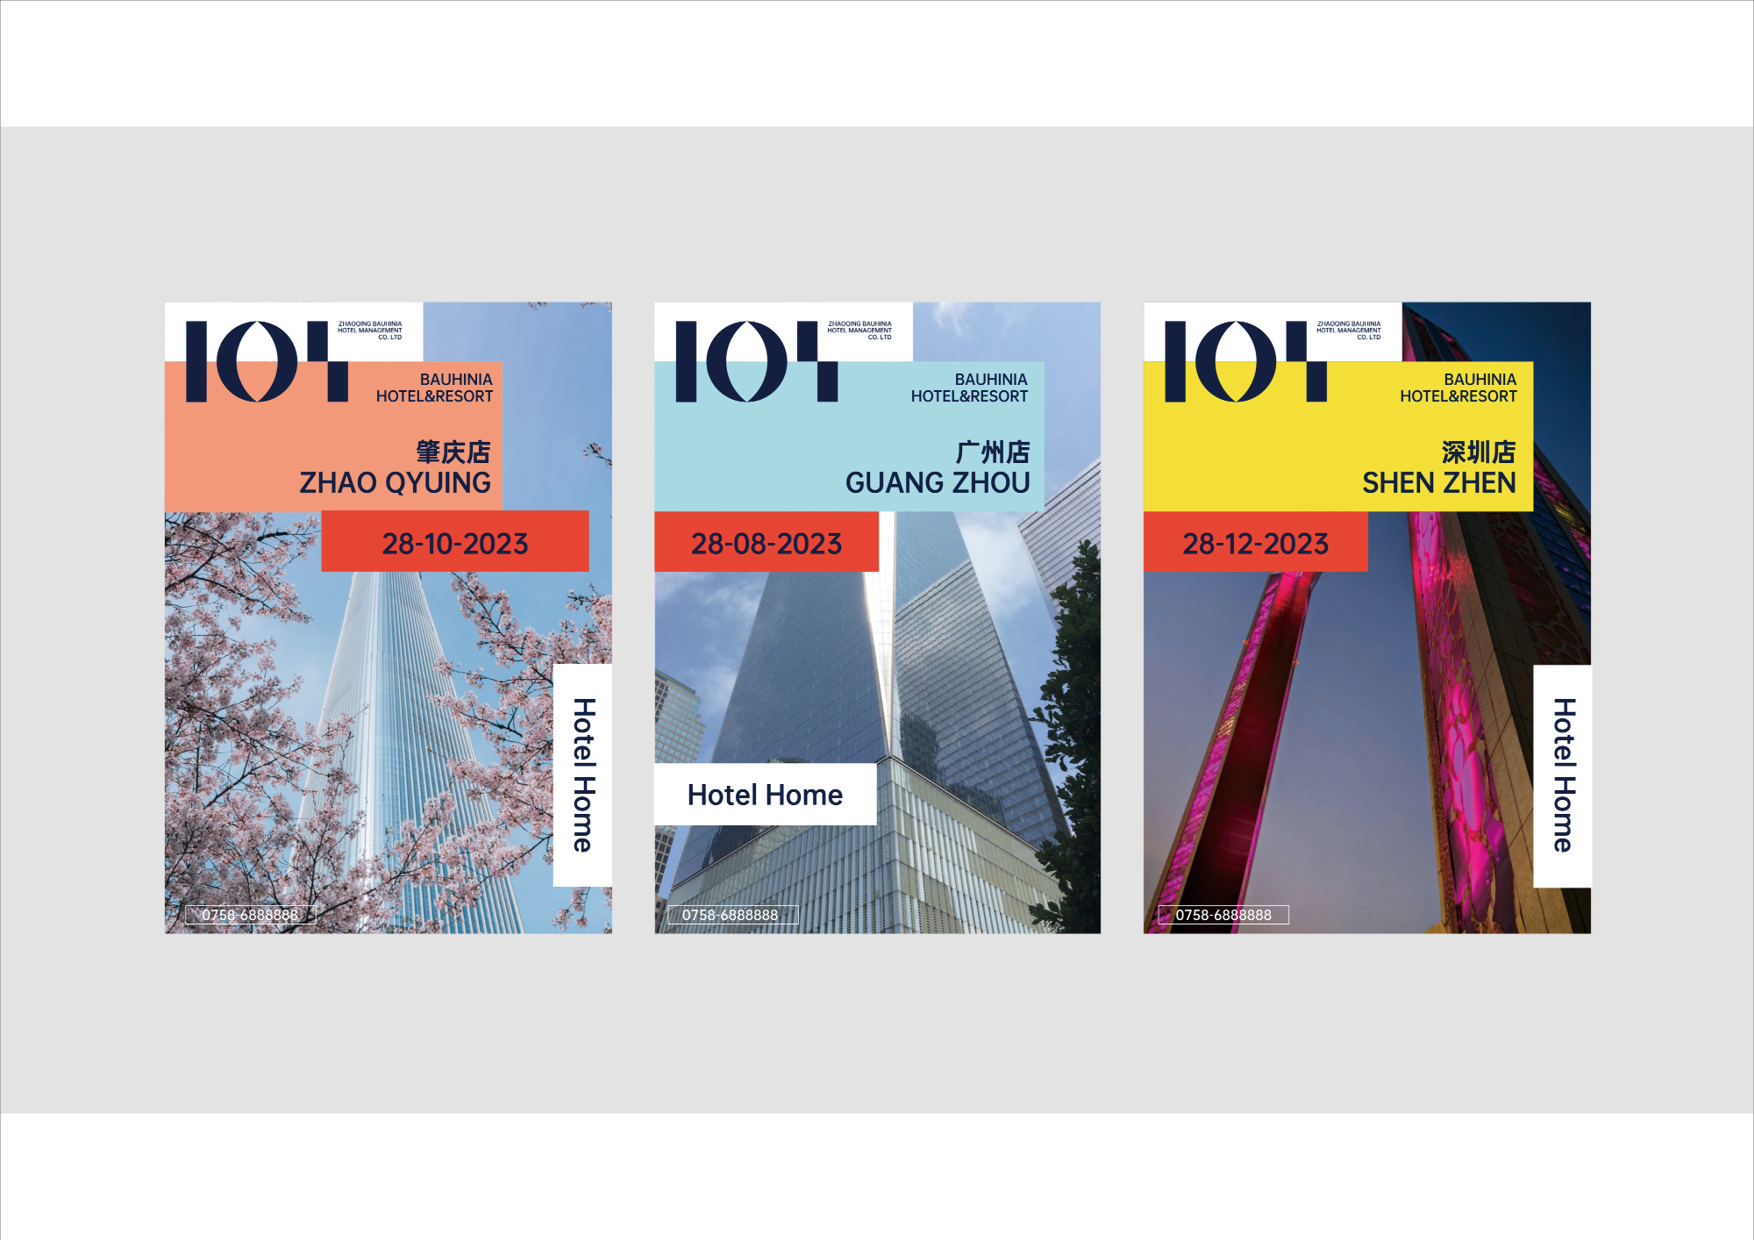 101
ZHAOQING BAUHINIA
HOTEL MANAGEMENT
CO. LTD
BAUHINIA
HOTEL&RESORT
肇庆店
ZHAO QYUING
28-10-2023
Hotel Home
0758-6888888
101
ZHAOQING BAUHINIA
HOTEL MANAGEMENT
CO. LTD
BAUHINIA
HOTEL&RESORT
广州店
GUANG ZHOU
28-08-2023
Hotel Home
0758-6888888
101
ZHAOQING BAUHINIA
HOTEL MANAGEMENT
CO. LTD
BAUHINIA
HOTEL&RESORT
深圳店
SHEN ZHEN
28-12-2023
Hotel Home
0758-6888888